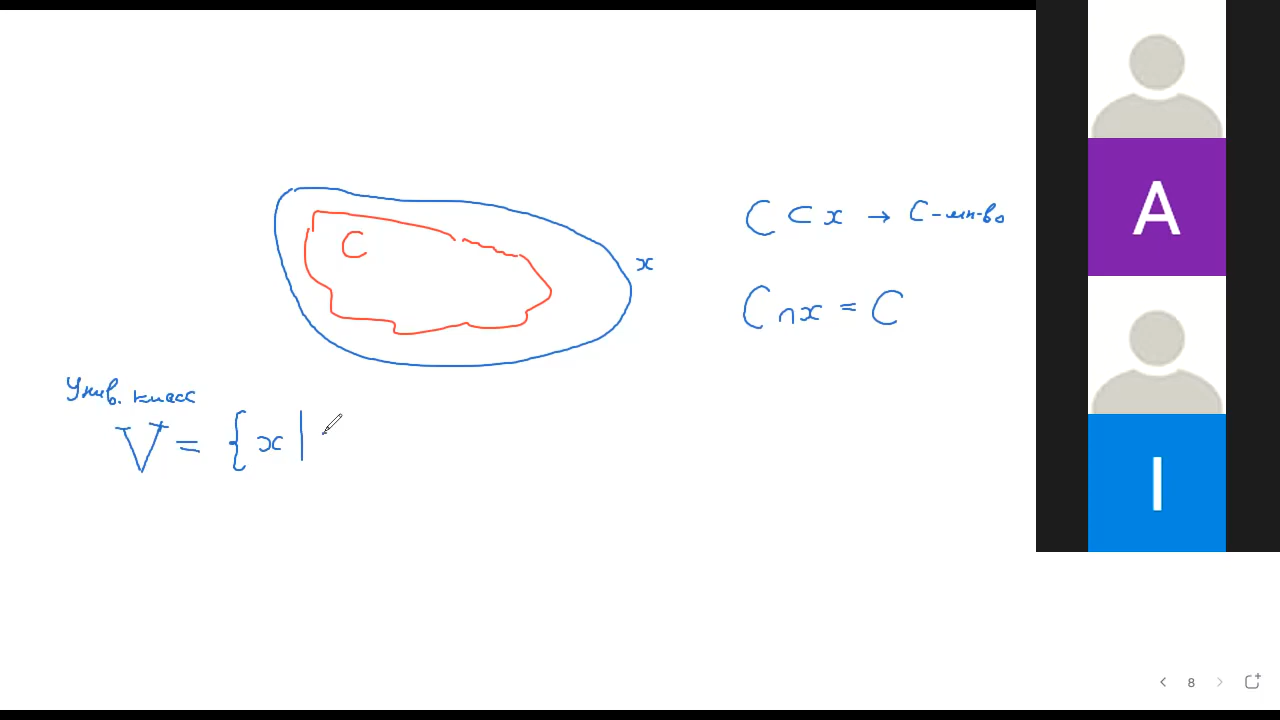 C
x
C ⊂ x → C - мн-во
C ∩ x = C
Унив. класс
V = { x |
A
I
8